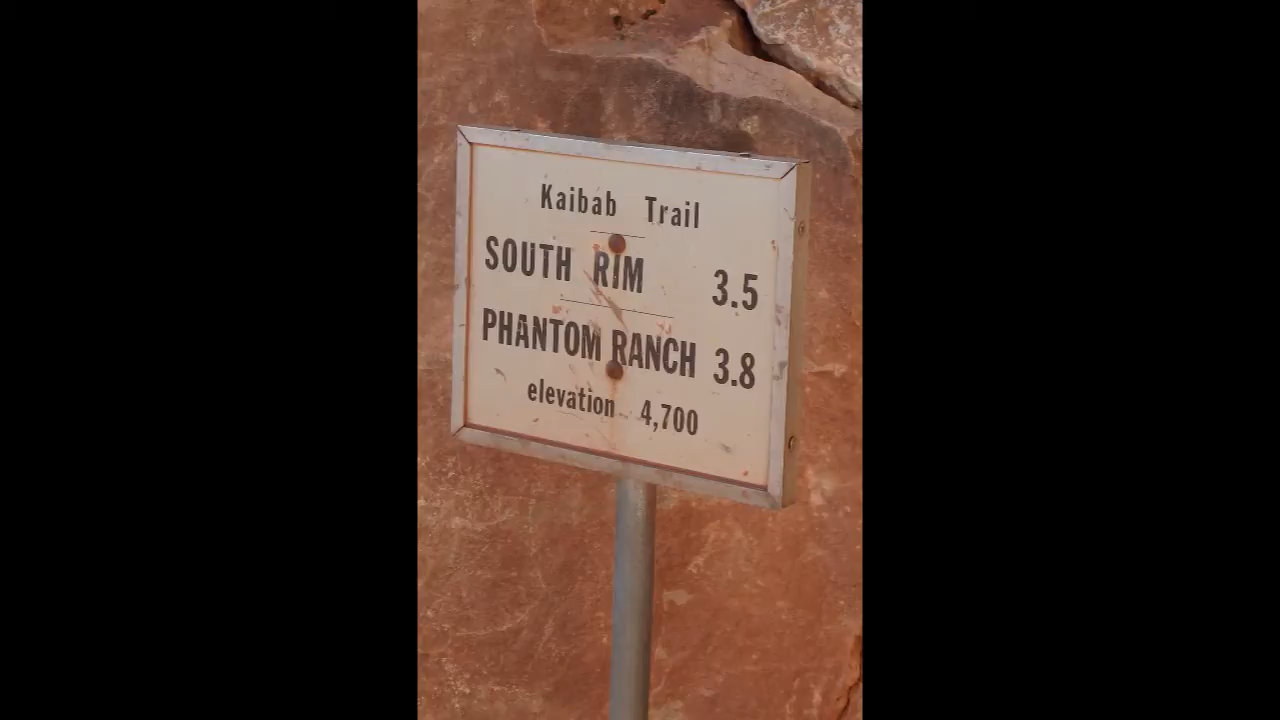 Kaibab Trail
SOUTH RIM 3.5
PHANTOM RANCH 3.8
elevation 4,700